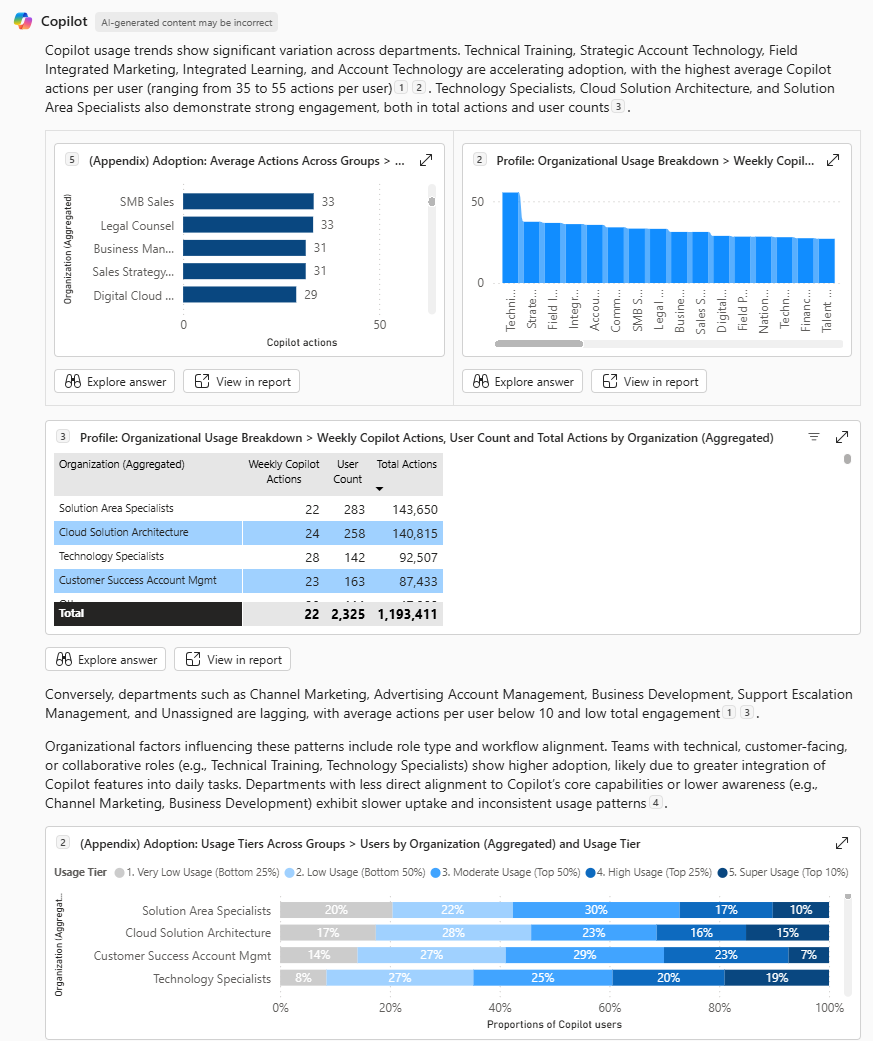 Copilot AI-generated content may be incorrect
Copilot usage trends show significant variation across departments. Technical Training, Strategic Account Technology, Field
Integrated Marketing, Integrated Learning, and Account Technology are accelerating adoption, with the highest average Copilot
actions per user (ranging from 35 to 55 actions per user) 1 2 . Technology Specialists, Cloud Solution Architecture, and Solution
Area Specialists also demonstrate strong engagement, both in total actions and user counts 3 .
5 (Appendix) Adoption: Average Actions Across Groups > ...
Organization (Aggregated)
SMB Sales 33
Legal Counsel 33
Business Man... 31
Sales Strategy... 31
Digital Cloud ... 29
0 50
Copilot actions
Explore answer View in report
2 Profile: Organizational Usage Breakdown > Weekly Copil...
50
0
Techni...
Strate...
Field I...
Integr...
Accou...
Comm...
SMB S...
Legal ...
Busine...
Sales S...
Digital...
Field P...
Nation...
Techn...
Financ...
Talent ...
Explore answer View in report
3 Profile: Organizational Usage Breakdown > Weekly Copilot Actions, User Count and Total Actions by Organization (Aggregated)
Organization (Aggregated) Weekly Copilot Actions User Count Total Actions
Solution Area Specialists 22 283 143,650
Cloud Solution Architecture 24 258 140,815
Technology Specialists 28 142 92,507
Customer Success Account Mgmt 23 163 87,433
Total 22 2,325 1,193,411
Explore answer View in report
Conversely, departments such as Channel Marketing, Advertising Account Management, Business Development, Support Escalation
Management, and Unassigned are lagging, with average actions per user below 10 and low total engagement 1 3 .
Organizational factors influencing these patterns include role type and workflow alignment. Teams with technical, customer-facing,
or collaborative roles (e.g., Technical Training, Technology Specialists) show higher adoption, likely due to greater integration of
Copilot features into daily tasks. Departments with less direct alignment to Copilot's core capabilities or lower awareness (e.g.,
Channel Marketing, Business Development) exhibit slower uptake and inconsistent usage patterns 4 .
2 (Appendix) Adoption: Usage Tiers Across Groups > Users by Organization (Aggregated) and Usage Tier
Usage Tier 1. Very Low Usage (Bottom 25%) 2. Low Usage (Bottom 50%) 3. Moderate Usage (Top 50%) 4. High Usage (Top 25%) 5. Super Usage (Top 10%)
Organization (Aggregat...
Solution Area Specialists 20% 22% 30% 17% 10%
Cloud Solution Architecture 17% 28% 23% 16% 15%
Customer Success Account Mgmt 14% 27% 29% 23% 7%
Technology Specialists 8% 27% 25% 20% 19%
0% 20% 40% 60% 80% 100%
Proportions of Copilot users